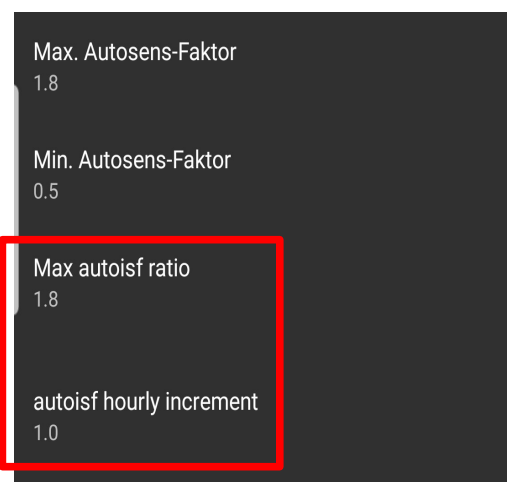 Max. Autosens-Faktor
1.8
Min. Autosens-Faktor
0.5
Max autoisf ratio
1.8
autoisf hourly increment
1.0